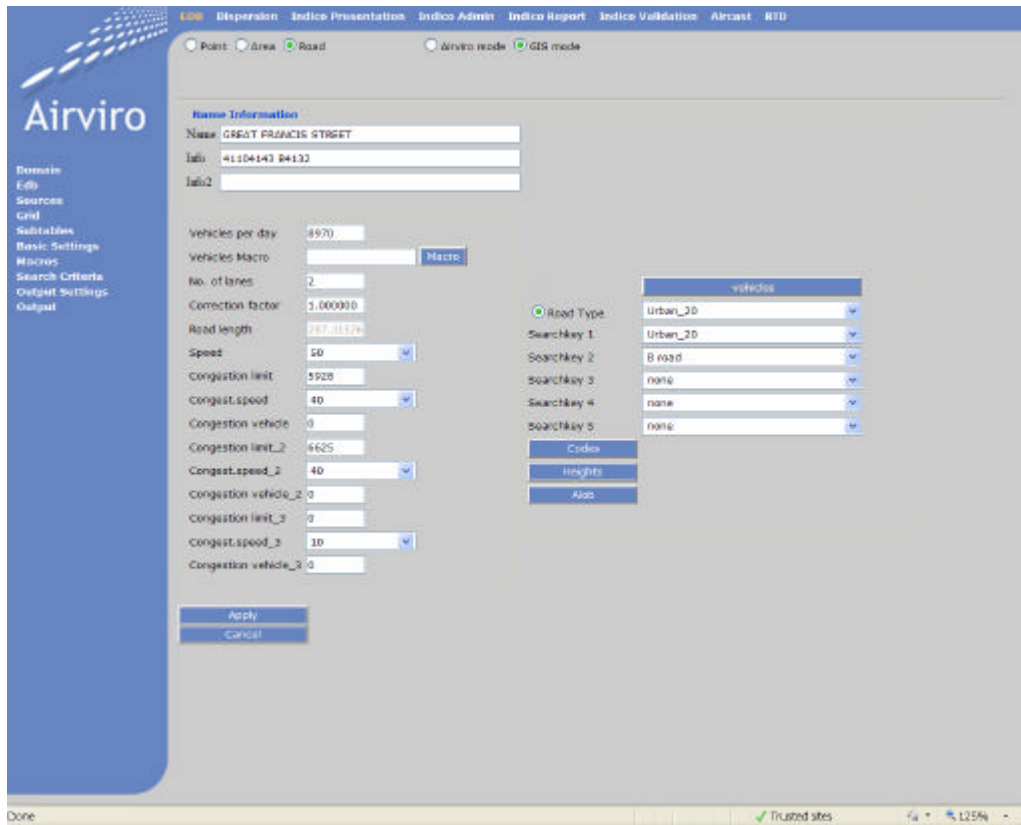 EDB Dispersion Indico Presentation Indico Admin Indico Report Indico Validation Aircast RTD
Point Area Road Airviro mode GIS mode
Airviro
Domain
Edb
Sources
Grid
Subtables
Basic Settings
Macros
Search Criteria
Output Settings
Output
Name Information
Name GREAT FRANCIS STREET
Info 41104143 B4132
Info2
Vehicles per day 8970
Vehicles Macro Macro
No. of lanes 2
Correction factor 1.000000
Road length
Speed 50
Congestion limit 5928
Congest.speed 40
Congestion vehicle 0
Congestion limit_2 6625
Congest.speed_2 40
Congestion vehicle_2 0
Congestion limit_3 0
Congest.speed_3 10
Congestion vehicle_3 0
vehicles
Road Type Urban_20
Searchkey 1 Urban_20
Searchkey 2 B road
Searchkey 3 none
Searchkey 4 none
Searchkey 5 none
Codes
Heights
Alob
Apply
Cancel
Done Trusted sites 125%